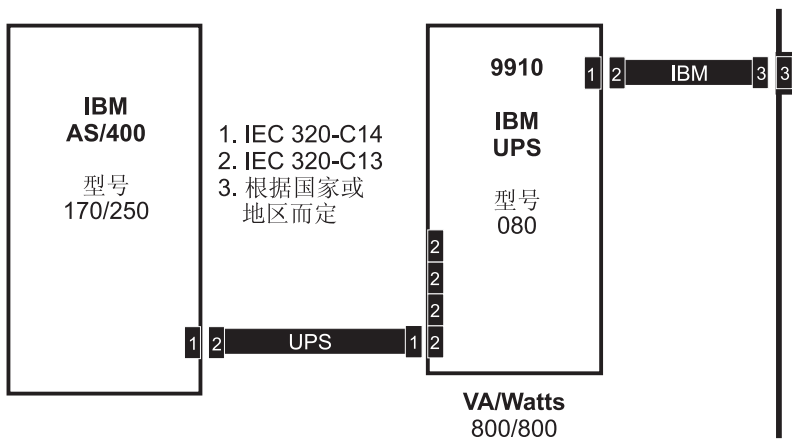 IBM
AS/400
型号
170/250
1
2
UPS
1
1. IEC 320-C14
2. IEC 320-C13
3. 根据国家或
地区而定
9910
IBM
UPS
型号
080
2
2
2
2
1
2
IBM
3
3
VA/Watts
800/800